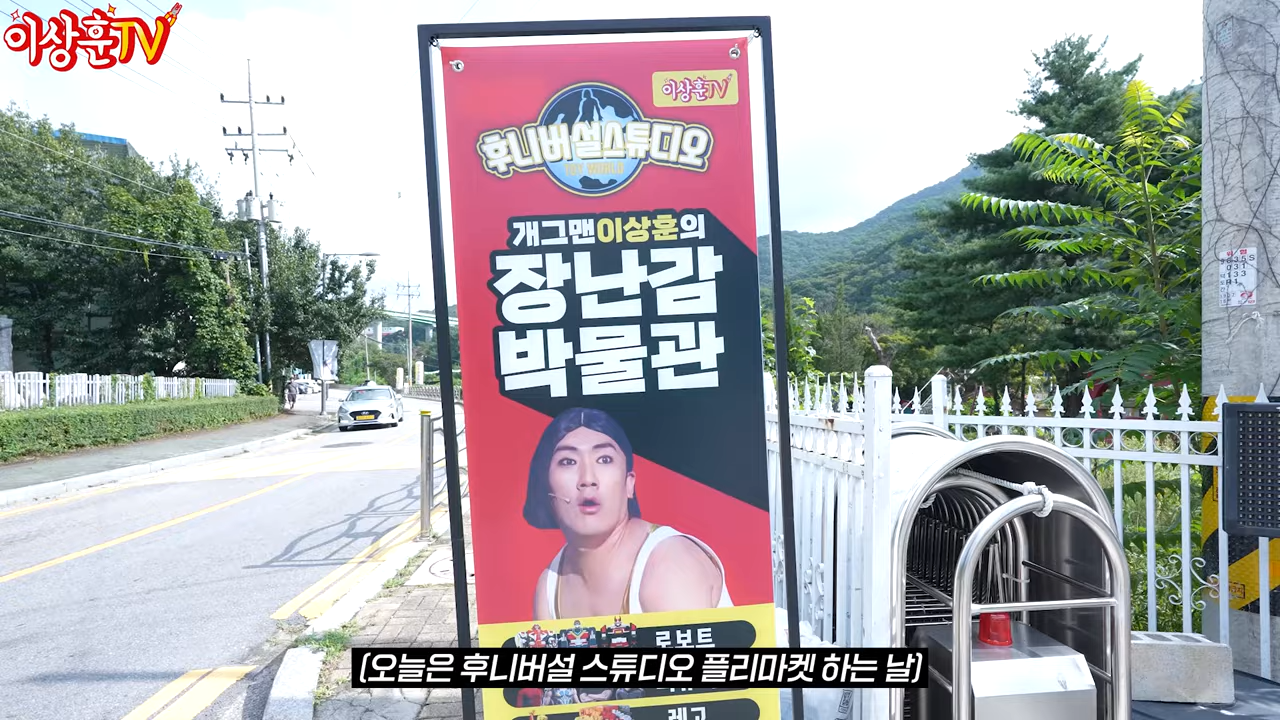 이상훈TV
이상훈TV
후니버설스튜디오
TOY WORLD
개그맨이상훈의
장난감
박물관
로보트
레고
(오늘은 후니버설 스튜디오 플리마켓 하는 날)